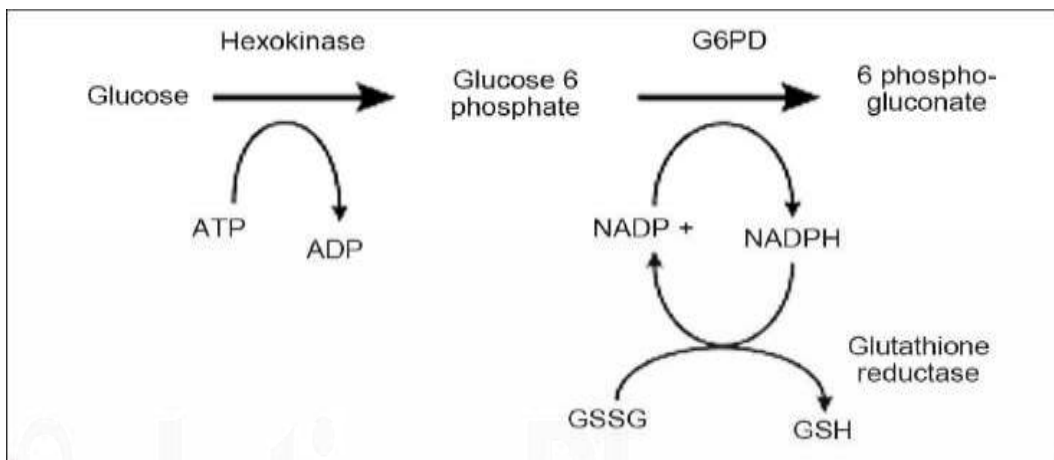 Hexokinase
G6PD
Glucose
Glucose 6
phosphate
6 phospho-
gluconate
ATP
ADP
NADP +
NADPH
Glutathione
reductase
GSSG
GSH